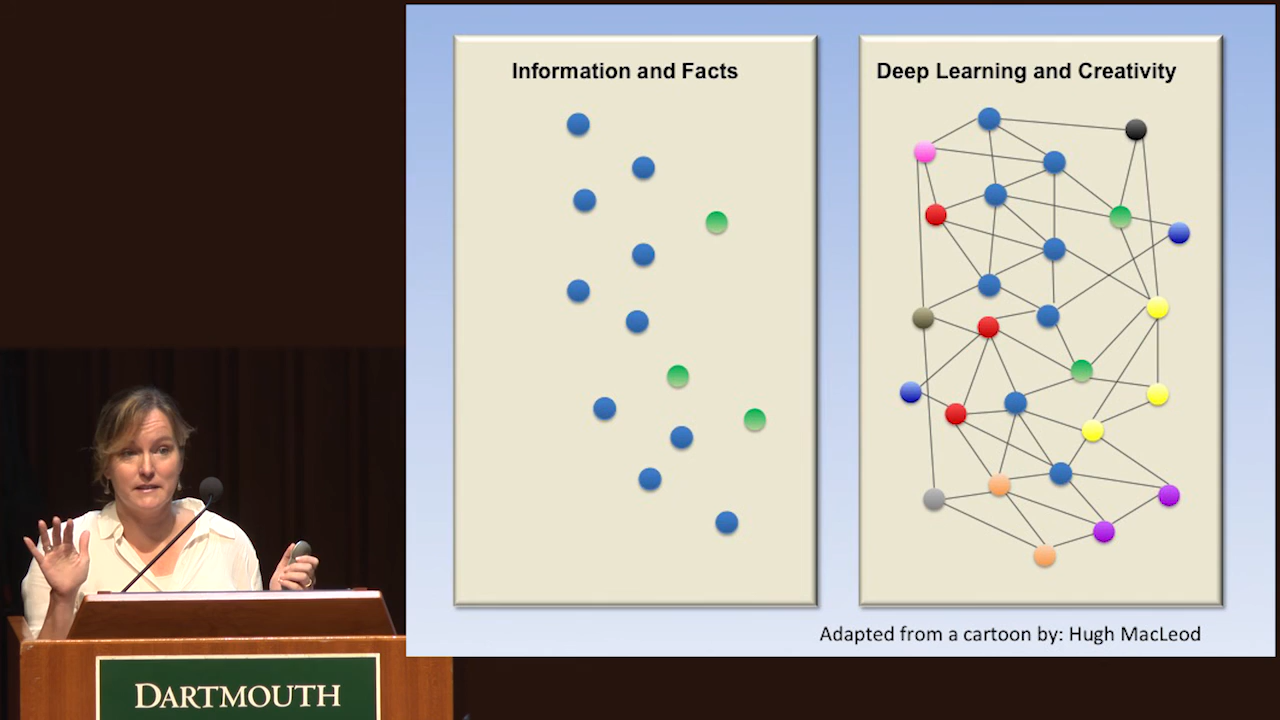 Information and Facts
Deep Learning and Creativity
Adapted from a cartoon by: Hugh MacLeod
DARTMOUTH